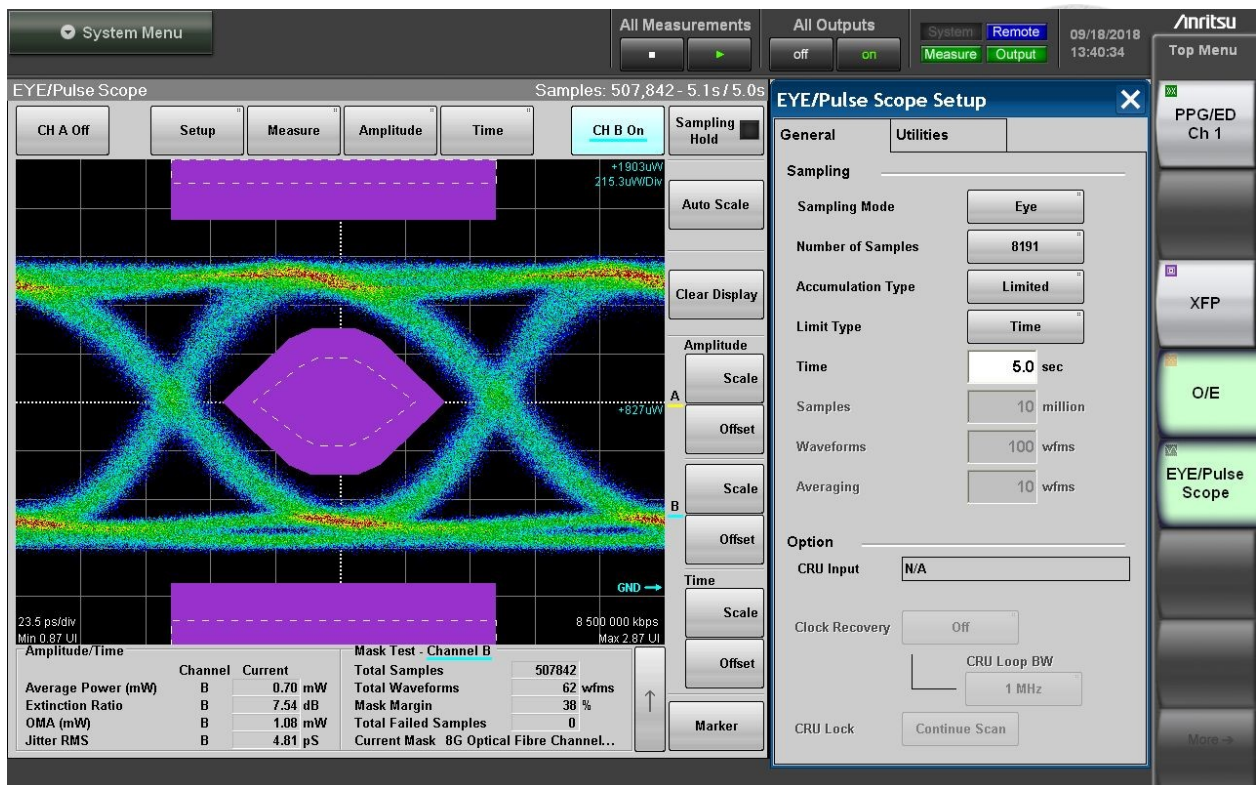 System Menu
All Measurements
All Outputs
off
on
System
Remote
Measure
Output
09/18/2018
13:40:34
Anritsu
Top Menu
EYE/Pulse Scope
Samples: 507,842 - 5.1s / 5.0s
CH A Off
Setup
Measure
Amplitude
Time
CH B On
Sampling
Hold
+1903uW
215.3uW/Div
+827uW
GND →
23.5 ps/div
Min 0.87 UI
8 500 000 kbps
Max 2.87 UI
Auto Scale
Clear Display
Amplitude
A
Scale
Offset
B
Scale
Offset
Time
Scale
Offset
Marker
Amplitude/Time
Channel Current
Average Power (mW) B 0.70 mW
Extinction Ratio B 7.54 dB
OMA (mW) B 1.08 mW
Jitter RMS B 4.81 pS
Mask Test - Channel B
Total Samples 507842
Total Waveforms 62 wfms
Mask Margin 38 %
Total Failed Samples 0
Current Mask 8G Optical Fibre Channel...
EYE/Pulse Scope Setup
General
Utilities
Sampling
Sampling Mode Eye
Number of Samples 8191
Accumulation Type Limited
Limit Type Time
Time 5.0 sec
Samples 10 million
Waveforms 100 wfms
Averaging 10 wfms
Option
CRU Input N/A
Clock Recovery Off
CRU Loop BW
1 MHz
CRU Lock Continue Scan
PPG/ED
Ch 1
XFP
O/E
EYE/Pulse
Scope
More →